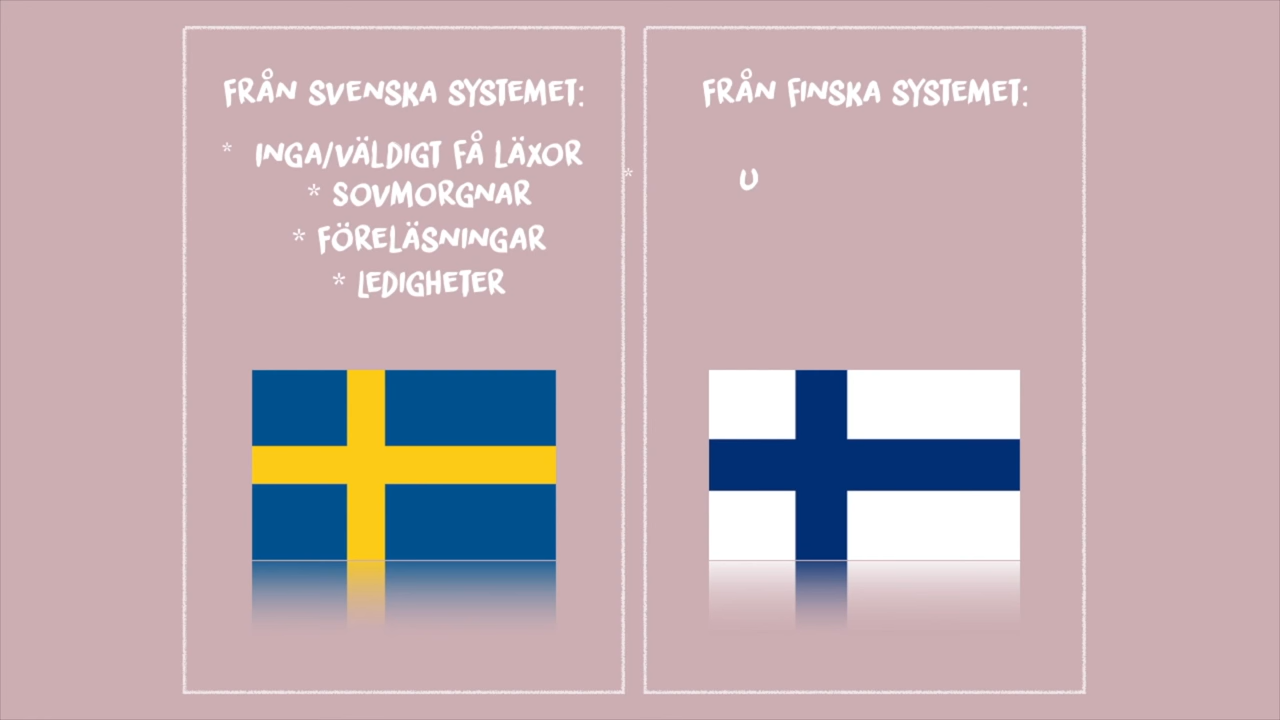 FRÅN SVENSKA SYSTEMET:
* INGA/VÄLDIGT FÅ LÄXOR
* SOVMORGNAR
* FÖRELÄSNINGAR
* LEDIGHETER
FRÅN FINSKA SYSTEMET:
* U